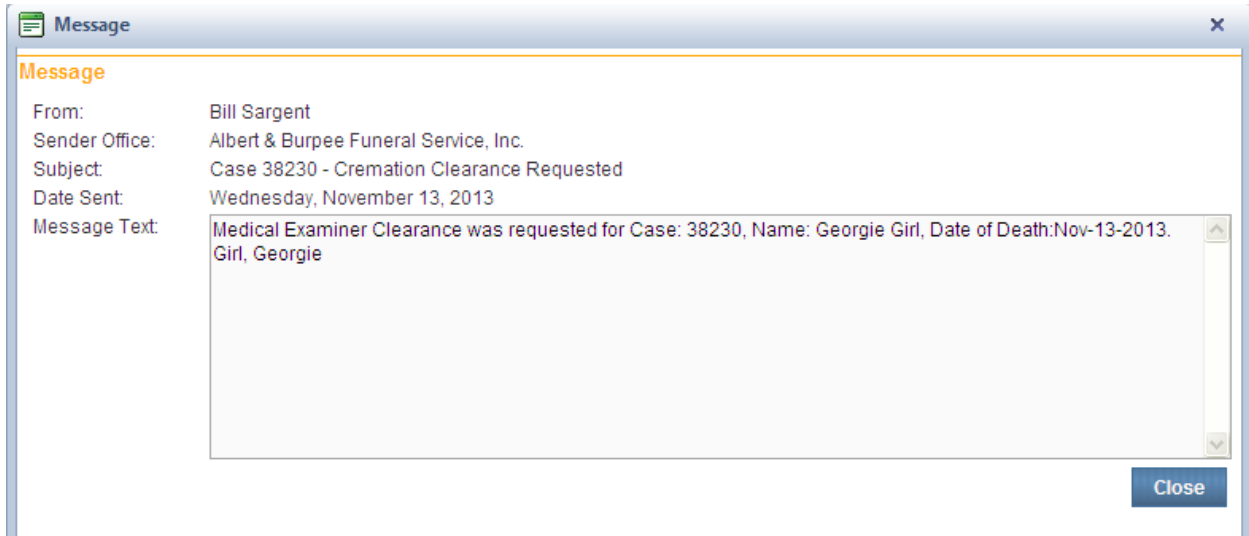 Message
Message
From: Bill Sargent
Sender Office: Albert & Burpee Funeral Service, Inc.
Subject: Case 38230 - Cremation Clearance Requested
Date Sent: Wednesday, November 13, 2013
Message Text: Medical Examiner Clearance was requested for Case: 38230, Name: Georgie Girl, Date of Death:Nov-13-2013.
Girl, Georgie
Close